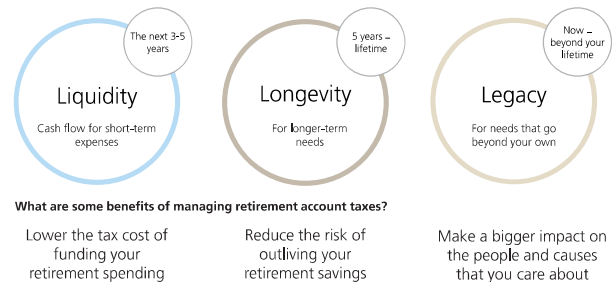 The next 3-5
years
Liquidity
Cash flow for short-term
expenses
5 years –
lifetime
Longevity
For longer-term
needs
Now –
beyond your
lifetime
Legacy
For needs that go
beyond your own
What are some benefits of managing retirement account taxes?
Lower the tax cost of
funding your
retirement spending
Reduce the risk of
outliving your
retirement savings
Make a bigger impact on
the people and causes
that you care about